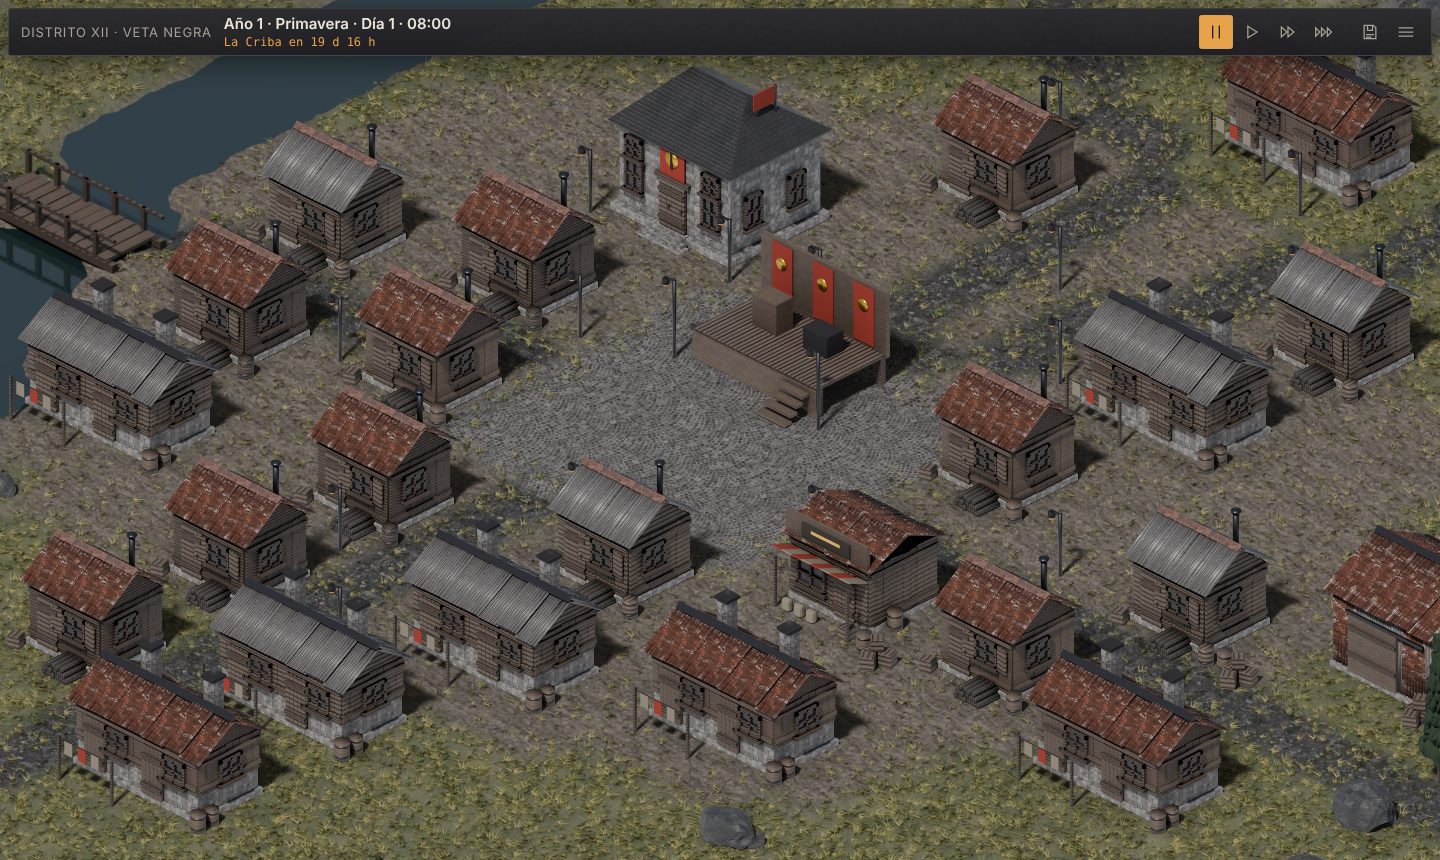 DISTRITO XII · VETA NEGRA
Año 1 · Primavera · Día 1 · 08:00
La Criba en 19 d 16 h